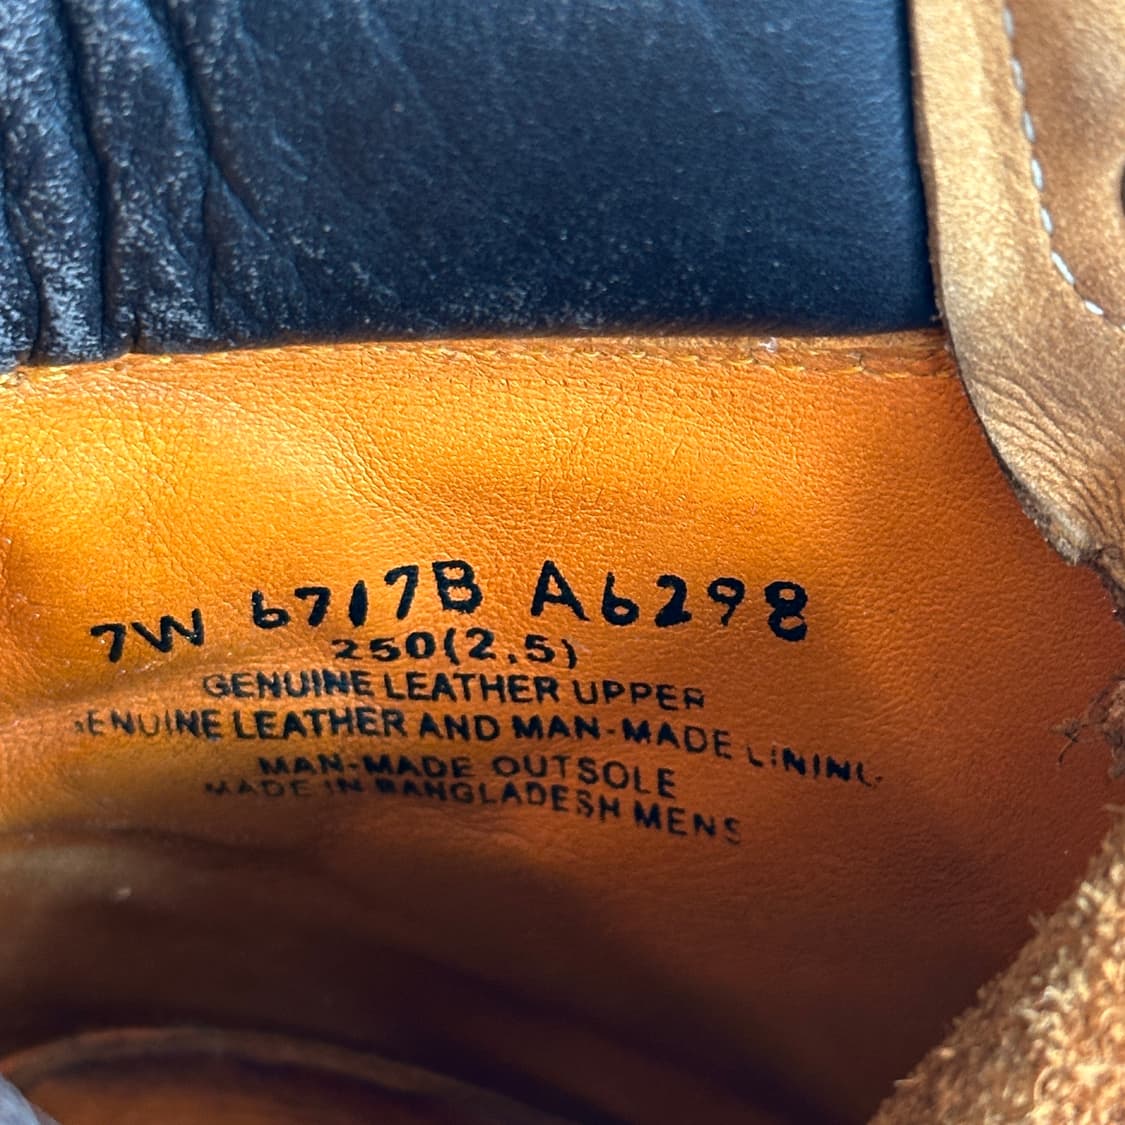 7W 6717B A6298
250(2.5)
GENUINE LEATHER UPPER
GENUINE LEATHER AND MAN-MADE LINING
MAN-MADE OUTSOLE
MADE IN BANGLADESH MENS